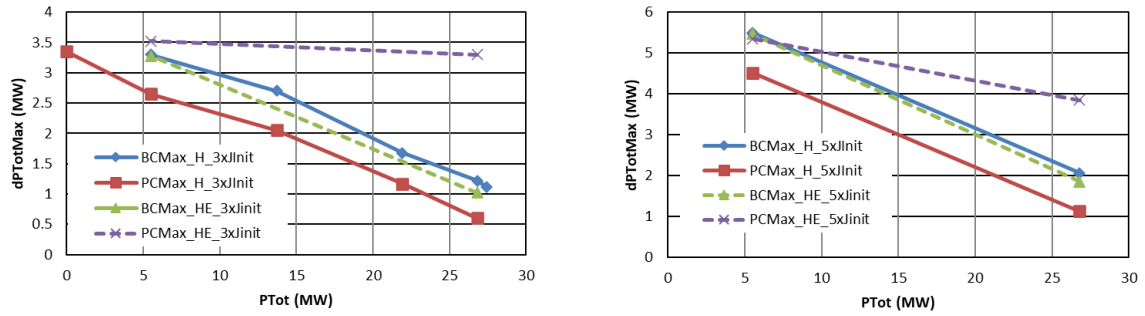 4
3.5
3
2.5
2
1.5
1
0.5
0
dPTotMax (MW)
BCMax_H_3xJInit
PCMax_H_3xJInit
BCMax_HE_3xJinit
PCMax_HE_3xJinit
0 5 10 15 20 25 30
PTot (MW)
6
5
4
3
2
1
0
dPTotMax (MW)
BCMax_H_5xJInit
PCMax_H_5xJInit
BCMax_HE_5xJinit
PCMax_HE_5xJinit
0 5 10 15 20 25 30
PTot (MW)